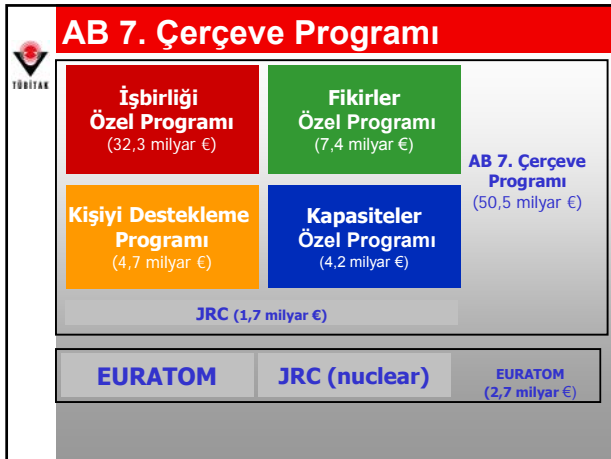 AB 7. Çerçeve Programı
TÜBİTAK
İşbirliği
Özel Programı
(32,3 milyar €)
Fikirler
Özel Programı
(7,4 milyar €)
AB 7. Çerçeve
Programı
(50,5 milyar €)
Kişiyi Destekleme
Programı
(4,7 milyar €)
Kapasiteler
Özel Programı
(4,2 milyar €)
JRC (1,7 milyar €)
EURATOM
JRC (nuclear)
EURATOM
(2,7 milyar €)